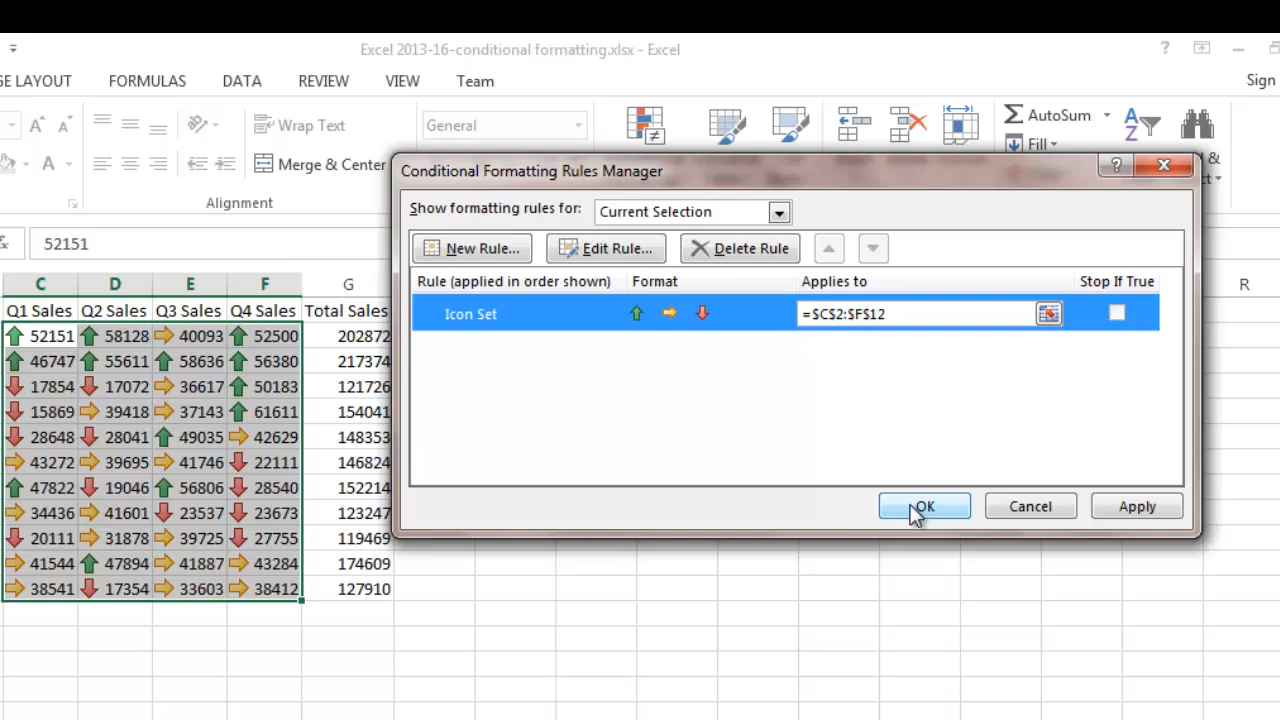 Excel 2013-16-conditional formatting.xlsx - Excel
?
GE LAYOUT FORMULAS DATA REVIEW VIEW Team Sign
A A Wrap Text General Σ AutoSum A Z
A Merge & Center Fill &
Alignment
Conditional Formatting Rules Manager ? X
Show formatting rules for: Current Selection
New Rule... Edit Rule... Delete Rule
Rule (applied in order shown) Format Applies to Stop If True
Icon Set =$C$2:$F$12
OK Cancel Apply
52151
C D E F G R
Q1 Sales Q2 Sales Q3 Sales Q4 Sales Total Sales
52151 58128 40093 52500 202872
46747 55611 58636 56380 217374
17854 17072 36617 50183 121726
15869 39418 37143 61611 154041
28648 28041 49035 42629 148353
43272 39695 41746 22111 146824
47822 19046 56806 28540 152214
34436 41601 23537 23673 123247
20111 31878 39725 27755 119469
41544 47894 41887 43284 174609
38541 17354 33603 38412 127910